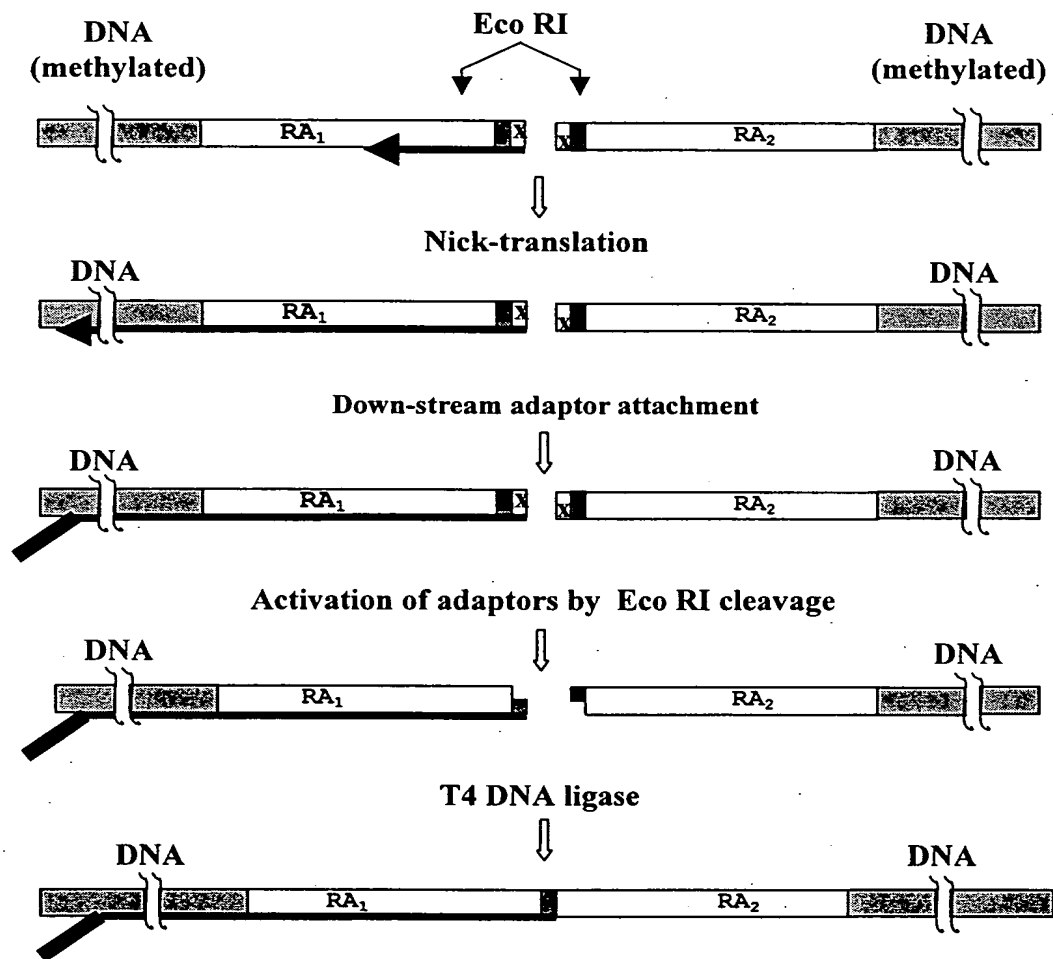 DNA
(methylated)
Eco RI
DNA
(methylated)
RA1
X
X
RA2
Nick-translation
DNA
DNA
RA1
X
X
RA2
Down-stream adaptor attachment
DNA
DNA
RA1
X
X
RA2
Activation of adaptors by Eco RI cleavage
DNA
DNA
RA1
RA2
T4 DNA ligase
DNA
DNA
RA1
RA2